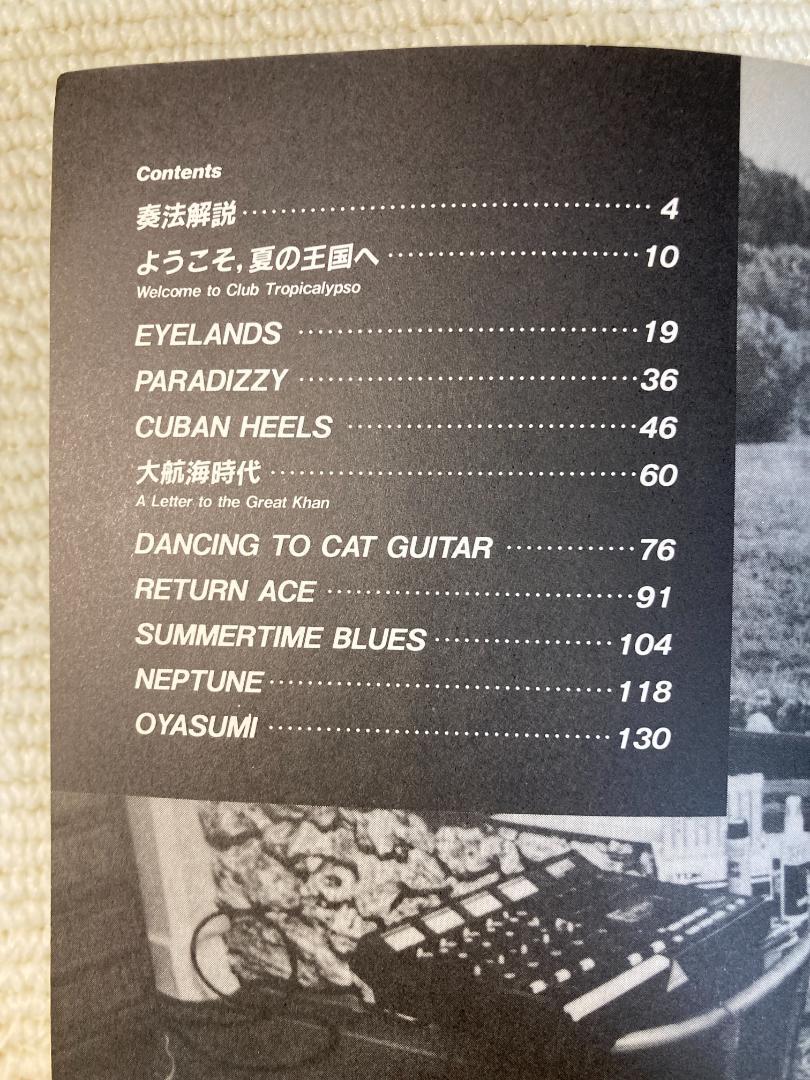 Contents
奏法解説 4
ようこそ,夏の王国へ 10
Welcome to Club Tropicalypso
EYELANDS 19
PARADIZZY 36
CUBAN HEELS 46
大航海時代 60
A Letter to the Great Khan
DANCING TO CAT GUITAR 76
RETURN ACE 91
SUMMERTIME BLUES 104
NEPTUNE 118
OYASUMI 130